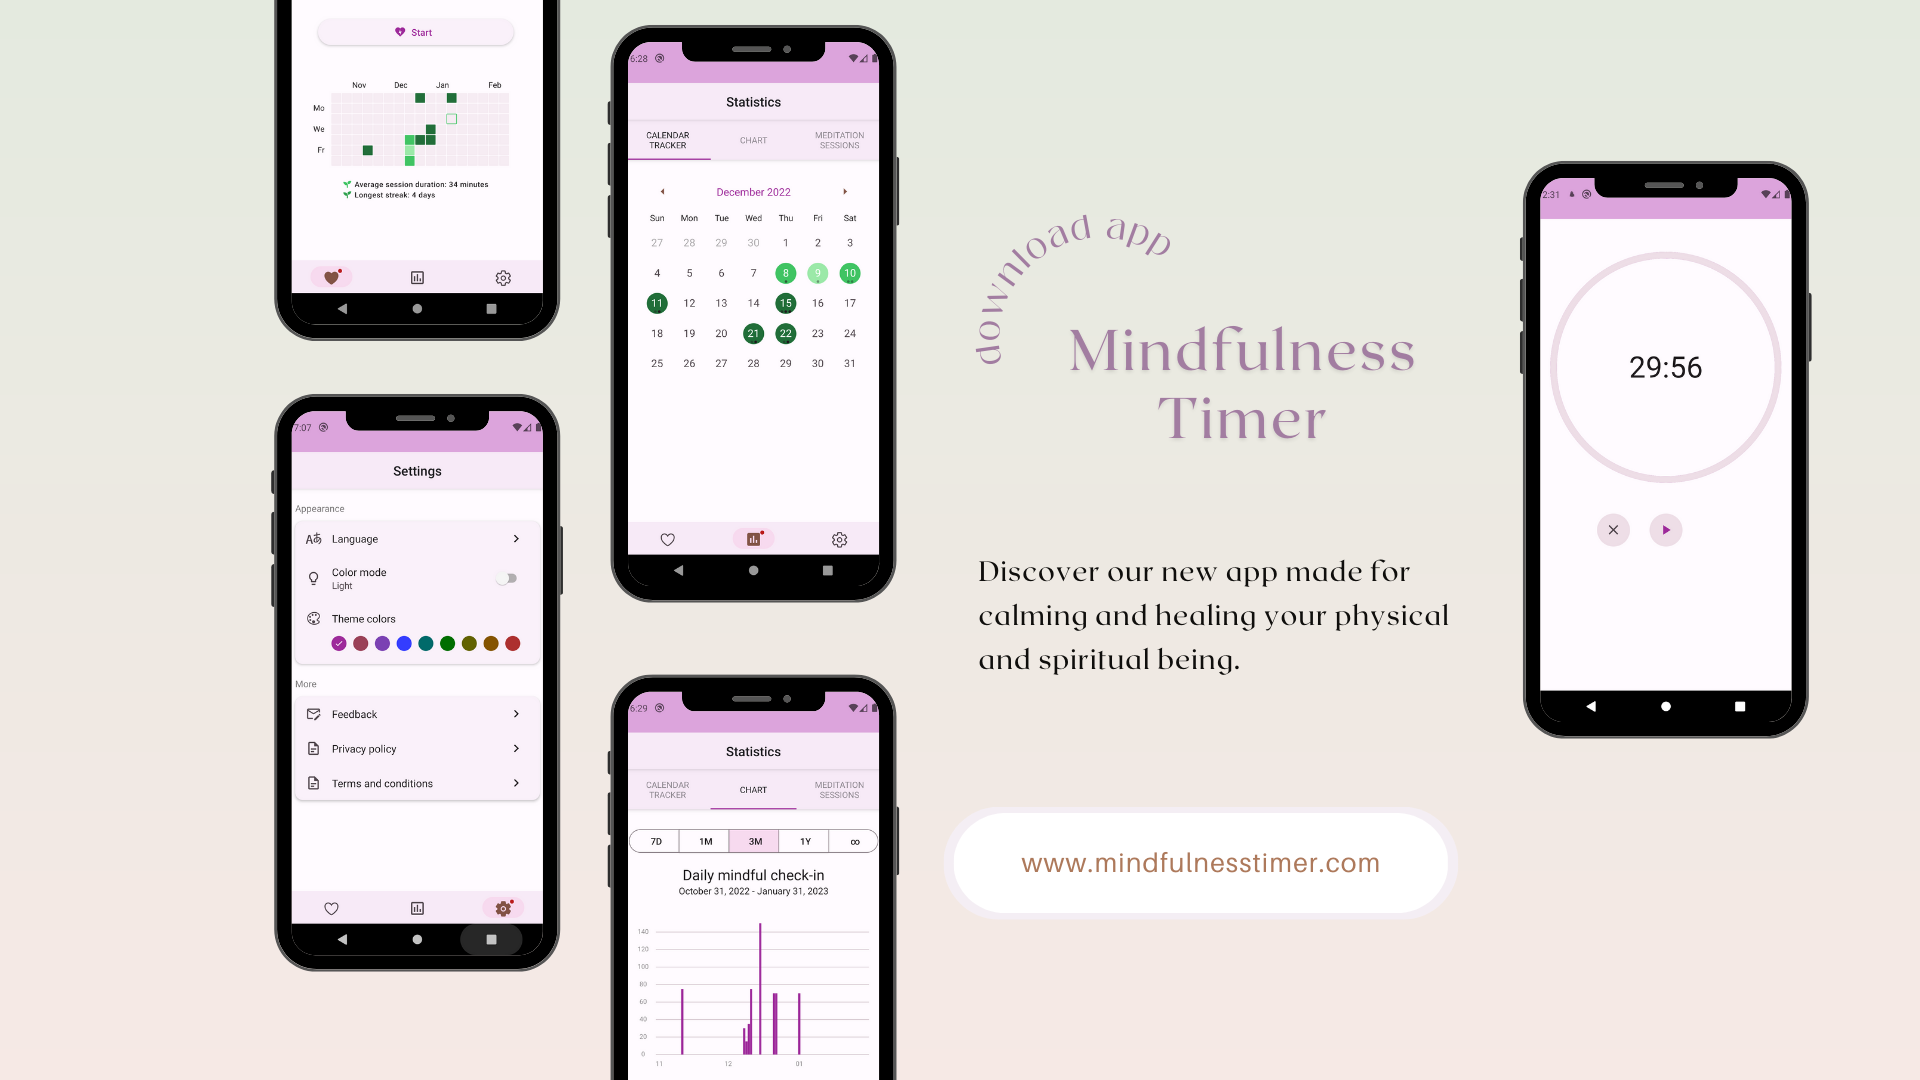 Start
Nov Dec Jan Feb
Mo
We
Fr
Average session duration: 34 minutes
Longest streak: 4 days
7:07
Settings
Appearance
Language
Color mode
Light
Theme colors
More
Feedback
Privacy policy
Terms and conditions
6:28
Statistics
CALENDAR TRACKER
CHART
MEDITATION SESSIONS
December 2022
Sun Mon Tue Wed Thu Fri Sat
27 28 29 30 1 2 3
4 5 6 7 8 9 10
11 12 13 14 15 16 17
18 19 20 21 22 23 24
25 26 27 28 29 30 31
6:29
Statistics
CALENDAR TRACKER
CHART
MEDITATION SESSIONS
7D 1M 3M 1Y ∞
Daily mindful check-in
October 31, 2022 - January 31, 2023
140
120
100
80
60
40
20
0
11 12 01
download app
Mindfulness
Timer
Discover our new app made for
calming and healing your physical
and spiritual being.
www.mindfulnesstimer.com
2:31
29:56